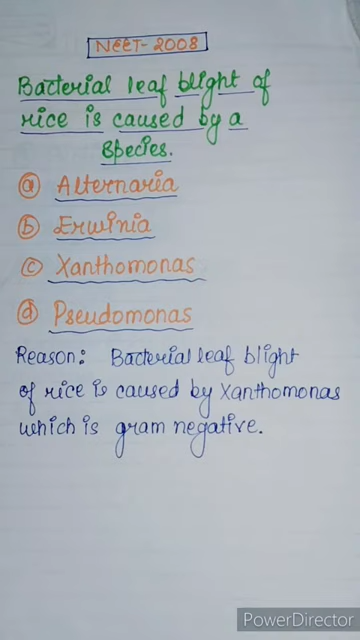 NEET-2008
Bacterial leaf blight of
rice is caused by a
species.
(a) Alternaria
(b) Erwinia
(c) Xanthomonas
(d) Pseudomonas
Reason: Bacterial leaf blight
of rice is caused by Xanthomonas
which is gram negative.
PowerDirector